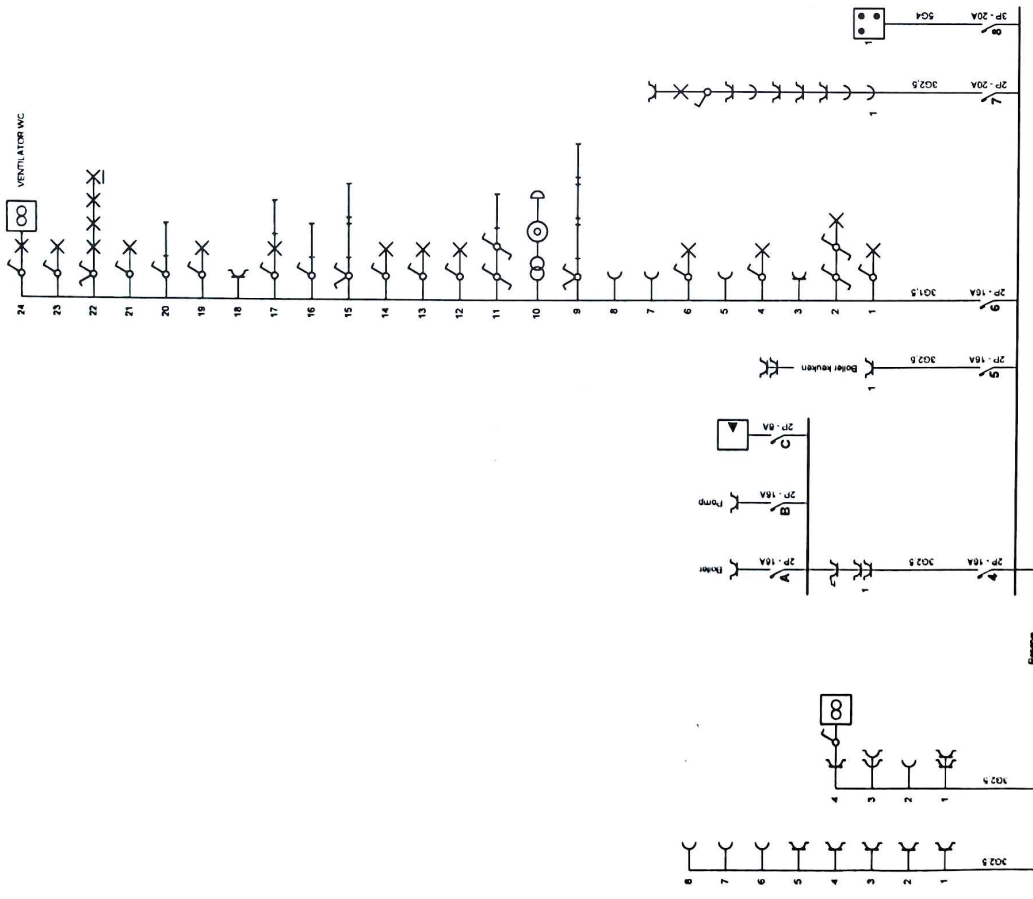 VENTILATOR WC
24
23
22
21
20
19
18
17
16
15
14
13
12
11
10
9
8
7
6
5
4
3
2
1
3G1,5
2P - 16A
6
1
5G4
3P - 20A
8
1
3G2,5
2P - 20A
7
Boiler keuken
1
3G2.5
2P - 16A
5
2P - 6A
C
Pomp
2P - 16A
B
Boiler
2P - 16A
A
1
3G2.5
2P - 16A
4
4
3
2
1
3G2.5
8
7
6
5
4
3
2
1
3G2.5